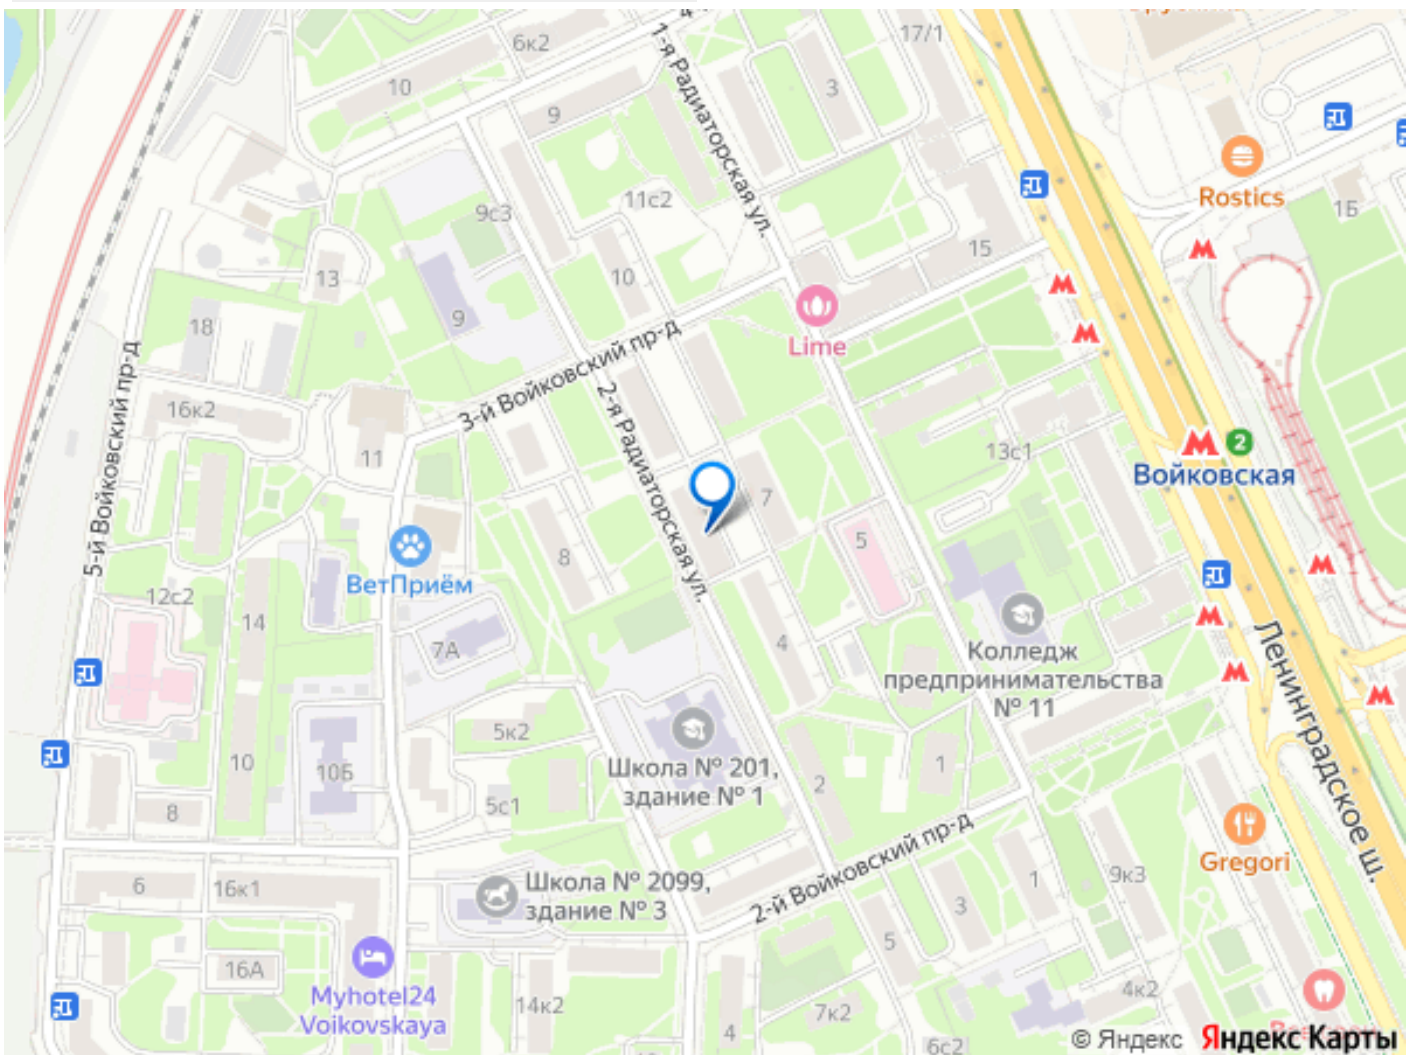 6к2
17/1
10
3
9
1-я Радиаторская ул.
Rostics
1Б
9с3
11с2
15
13
10
9
18
Lime
3-й Войковский пр-д
5-й Войковский пр-д
16к2
2-я Радиаторская ул.
11
13с1
2
Войковская
7
ВетПриём
8
5
12с2
14
7А
4
Колледж
предпринимательства
№ 11
Ленинградское ш.
5к2
10
10Б
Школа № 201,
здание № 1
2
1
5с1
8
2-й Войковский пр-д
Gregori
6
16к1
Школа № 2099,
здание № 3
1
9к3
3
5
16А
Myhotel24
Voikovskaya
14к2
4к2
7к2
4
6с2
© Яндекс Яндекс Карты